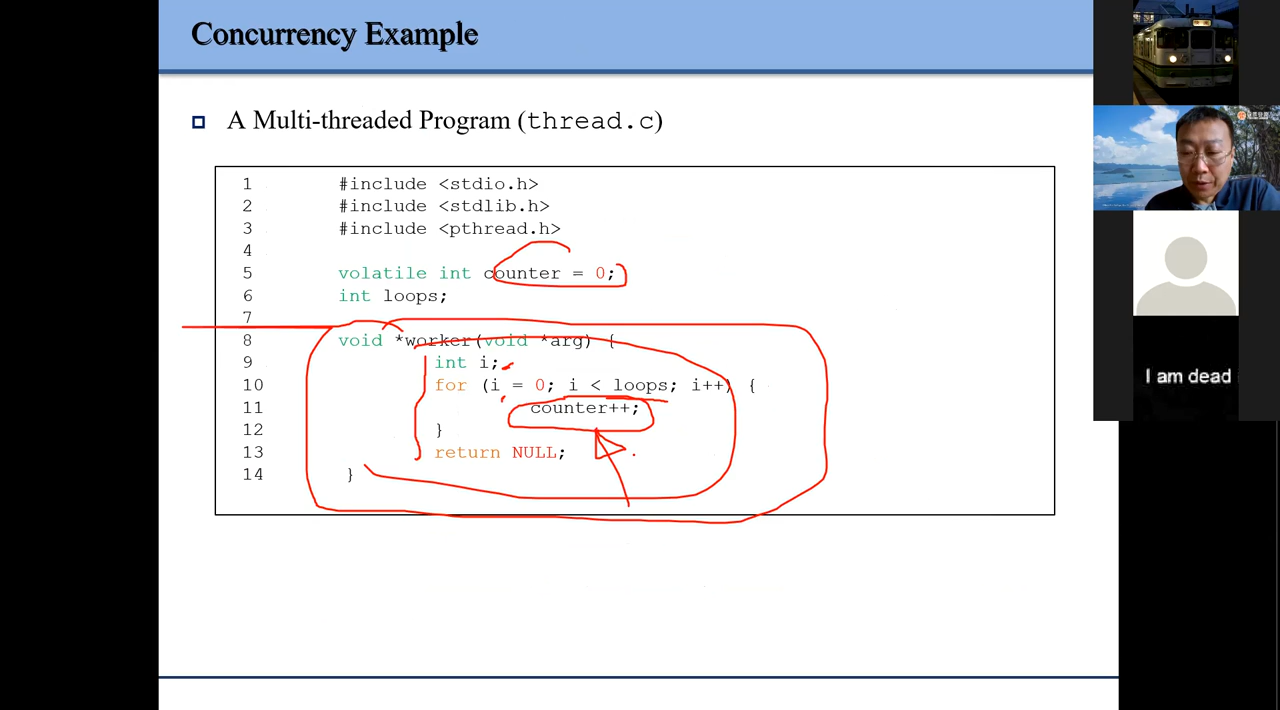 Concurrency Example
A Multi-threaded Program (thread.c)
1 #include <stdio.h>
2 #include <stdlib.h>
3 #include <pthread.h>
4
5 volatile int counter = 0;
6 int loops;
7
8 void *worker(void *arg) {
9 int i;
10 for (i = 0; i < loops; i++) {
11 counter++;
12 }
13 return NULL;
14 }
I am dead